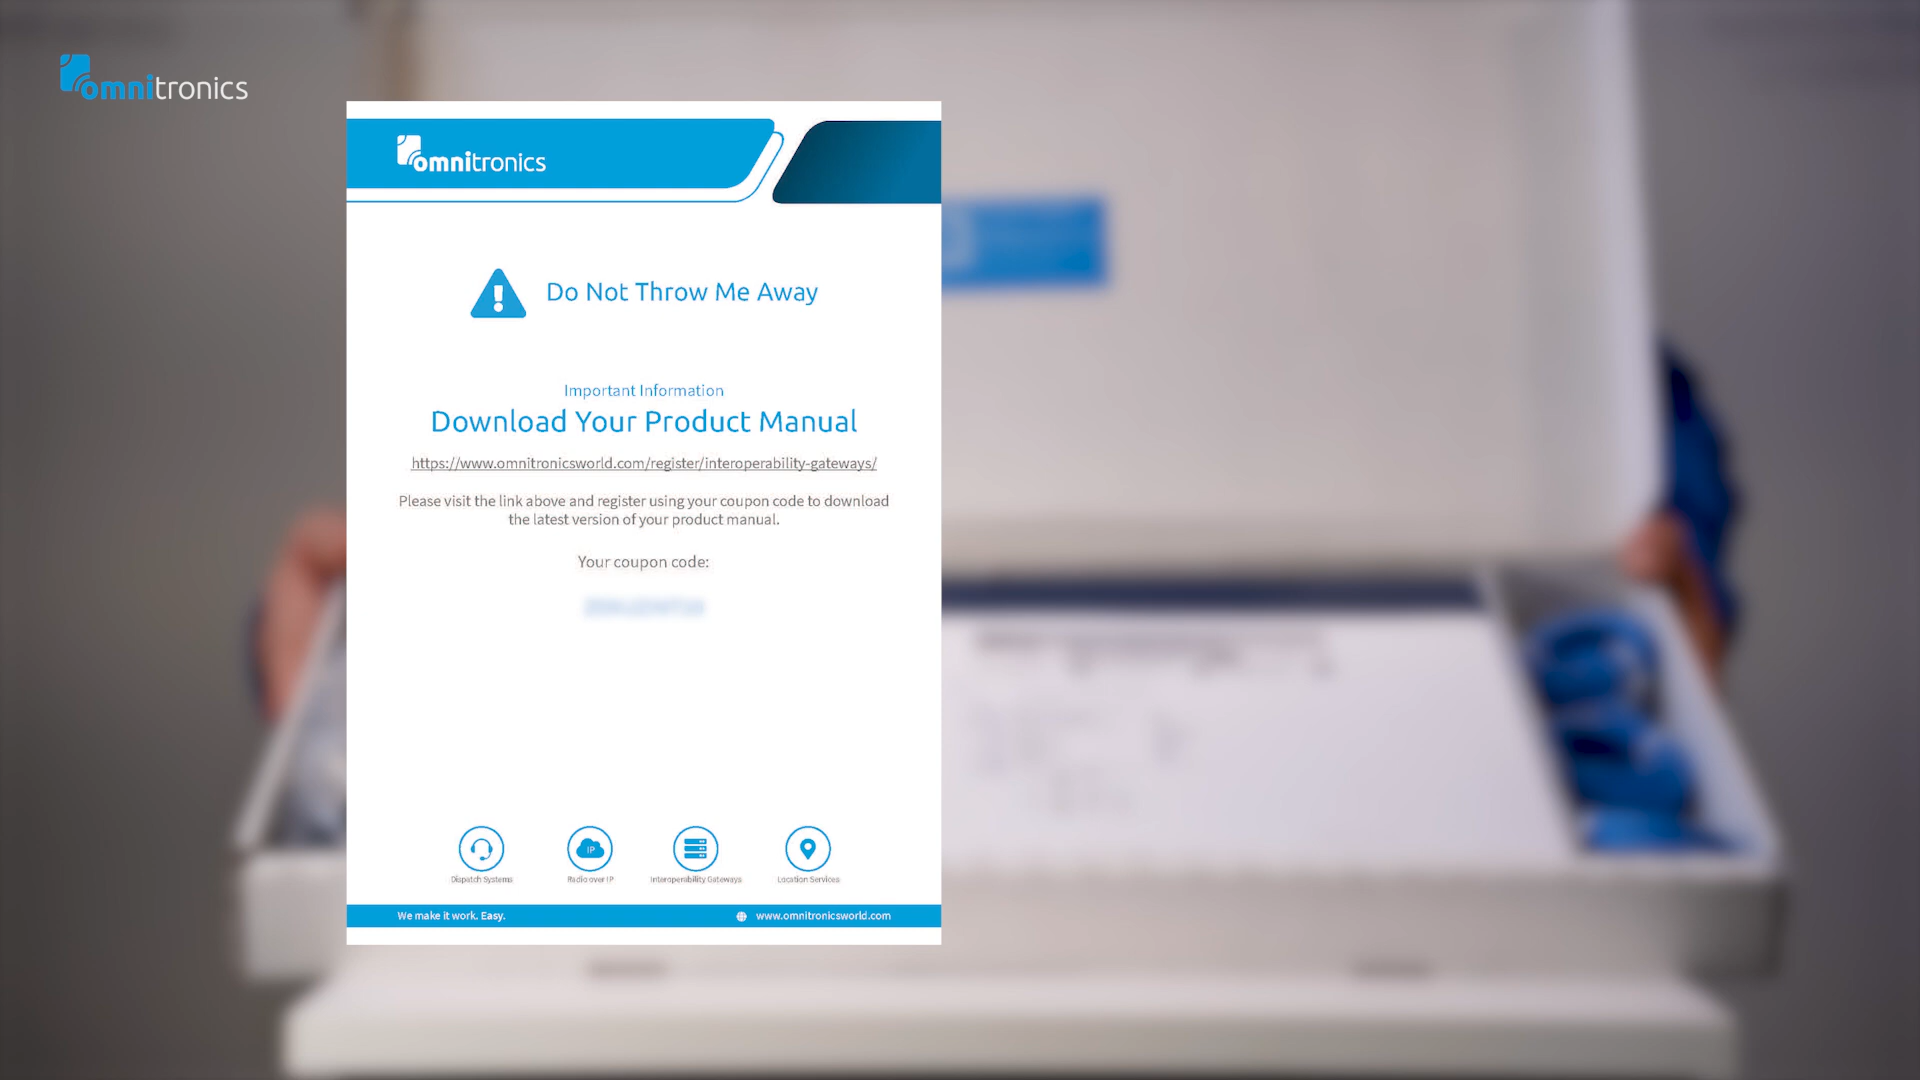 omnitronics
omnitronics
Do Not Throw Me Away
Important Information
Download Your Product Manual
https://www.omnitronicsworld.com/register/interoperability-gateways/
Please visit the link above and register using your coupon code to download
the latest version of your product manual.
Your coupon code:
IP
Dispatch Systems
Radio over IP
Interoperability Gateways
Location Services
We make it work. Easy.
www.omnitronicsworld.com